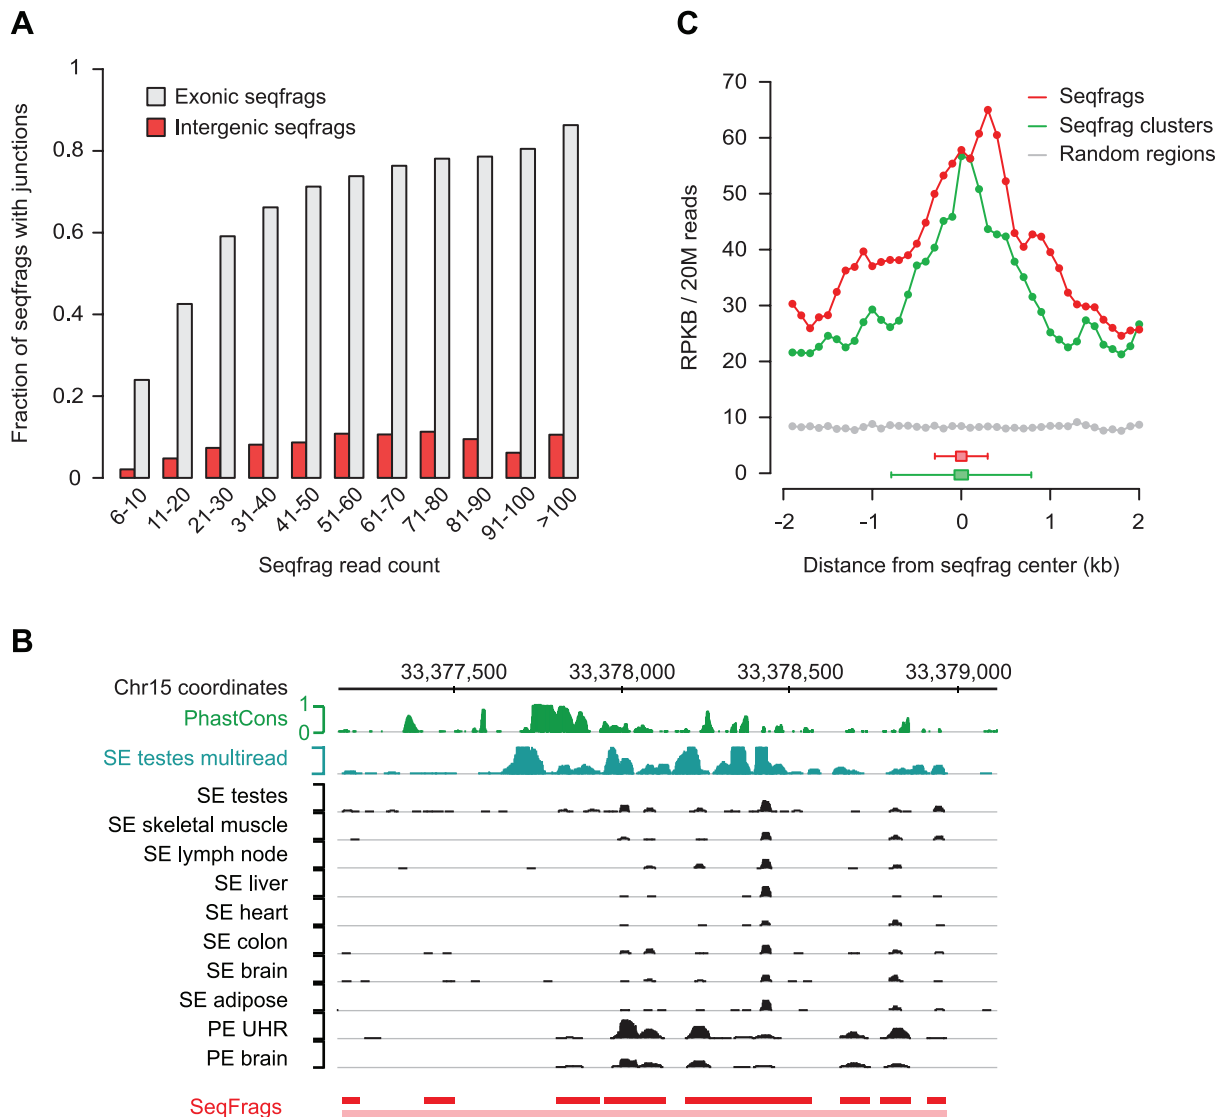 A
1
0.8
0.6
0.4
0.2
0
Fraction of seqfrags with junctions
Exonic seqfrags
Intergenic seqfrags
6-10
11-20
21-30
31-40
41-50
51-60
61-70
71-80
81-90
91-100
>100
Seqfrag read count
C
70
60
50
40
30
20
10
0
RPKB / 20M reads
Seqfrags
Seqfrag clusters
Random regions
-2
-1
0
1
2
Distance from seqfrag center (kb)
B
33,377,500
33,378,000
33,378,500
33,379,000
Chr15 coordinates
PhastCons
1
0
SE testes multiread
SE testes
SE skeletal muscle
SE lymph node
SE liver
SE heart
SE colon
SE brain
SE adipose
PE UHR
PE brain
SeqFrags